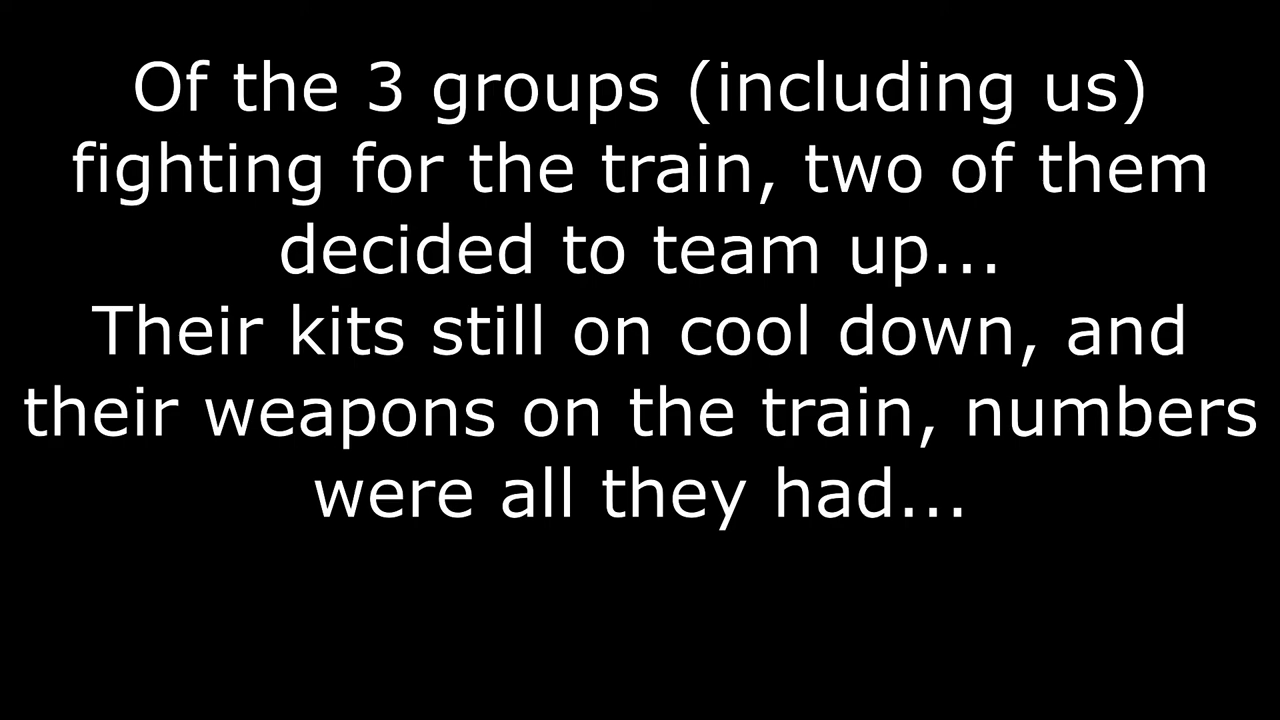 Of the 3 groups (including us)
fighting for the train, two of them
decided to team up...
Their kits still on cool down, and
their weapons on the train, numbers
were all they had...